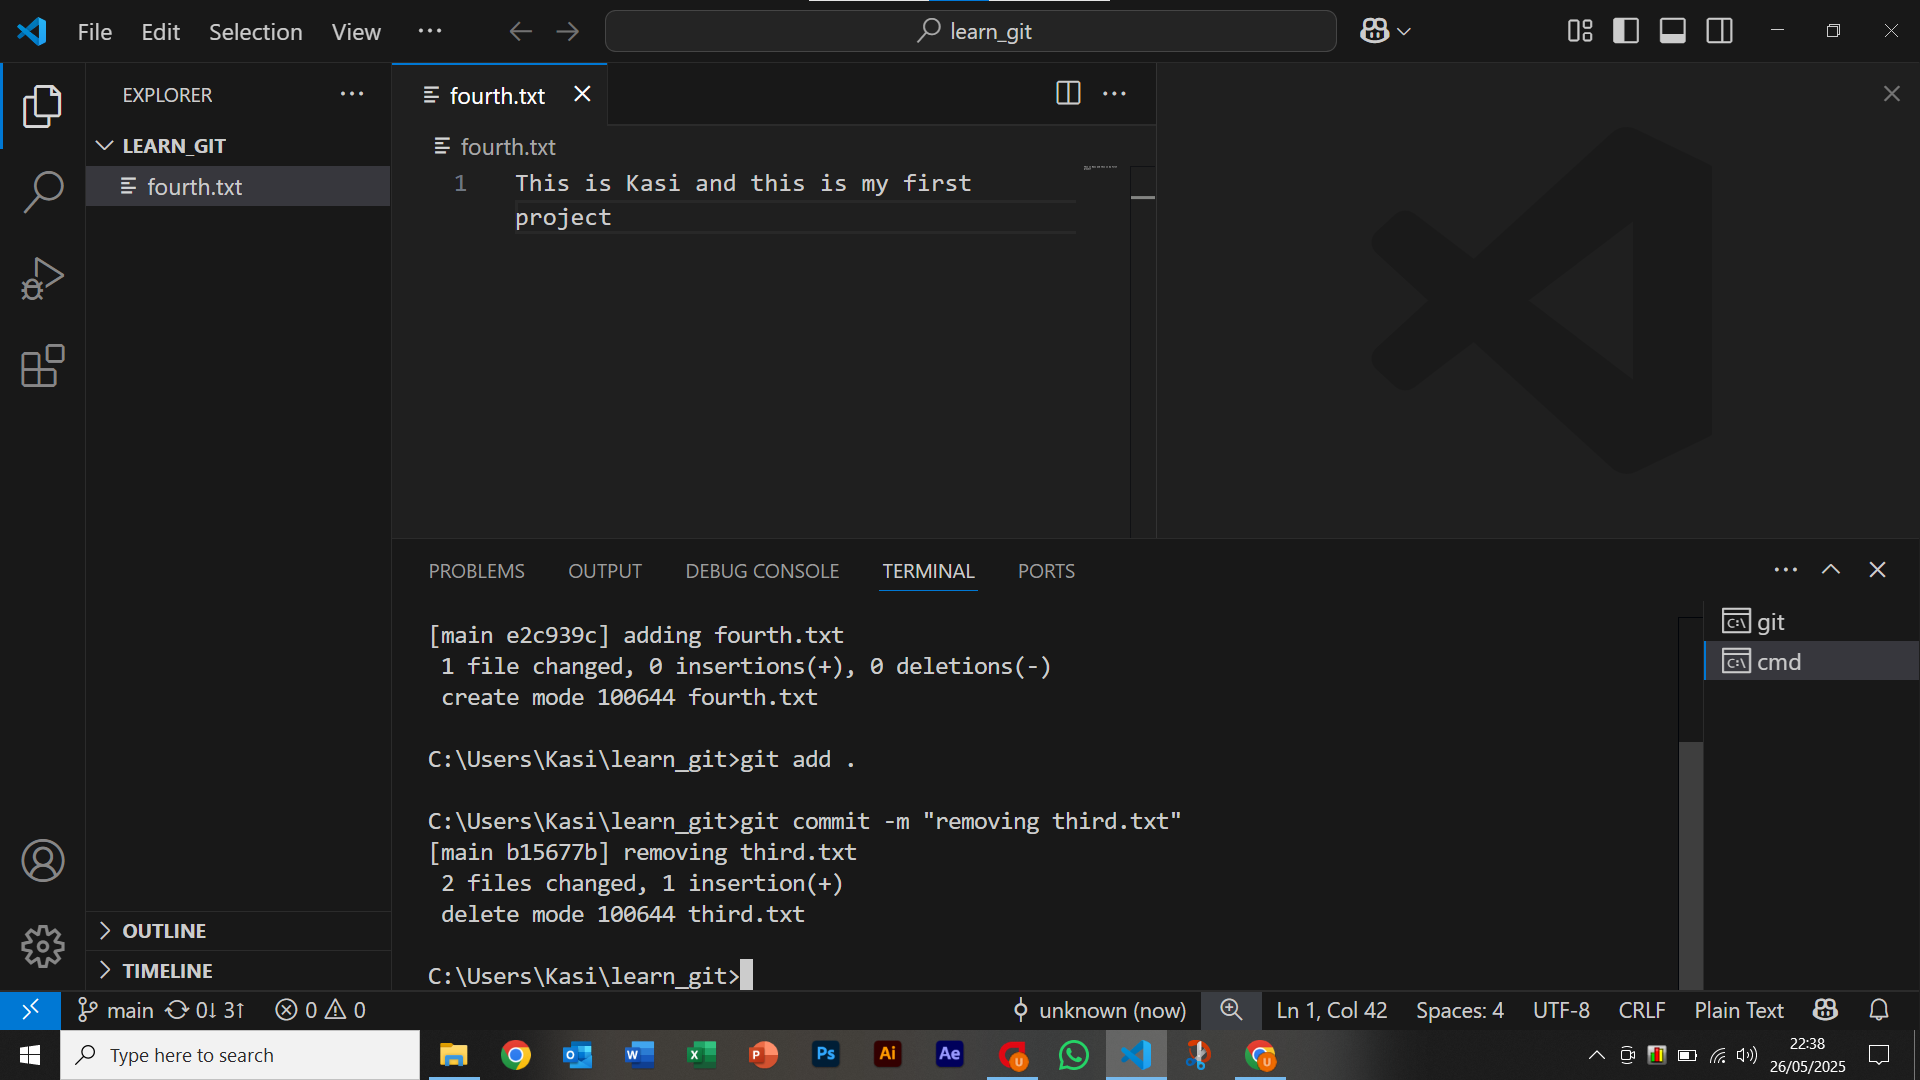 File Edit Selection View ··· learn_git
EXPLORER ···
LEARN_GIT
fourth.txt
fourth.txt
fourth.txt
1 This is Kasi and this is my first
project
PROBLEMS OUTPUT DEBUG CONSOLE TERMINAL PORTS
[main e2c939c] adding fourth.txt
1 file changed, 0 insertions(+), 0 deletions(-)
create mode 100644 fourth.txt
C:\Users\Kasi\learn_git>git add .
C:\Users\Kasi\learn_git>git commit -m "removing third.txt"
[main b15677b] removing third.txt
2 files changed, 1 insertion(+)
delete mode 100644 third.txt
C:\Users\Kasi\learn_git>
git
cmd
OUTLINE
TIMELINE
main 0↓ 3↑ 0 0 unknown (now) Ln 1, Col 42 Spaces: 4 UTF-8 CRLF Plain Text
Type here to search
Ps Ai Ae
22:38
26/05/2025